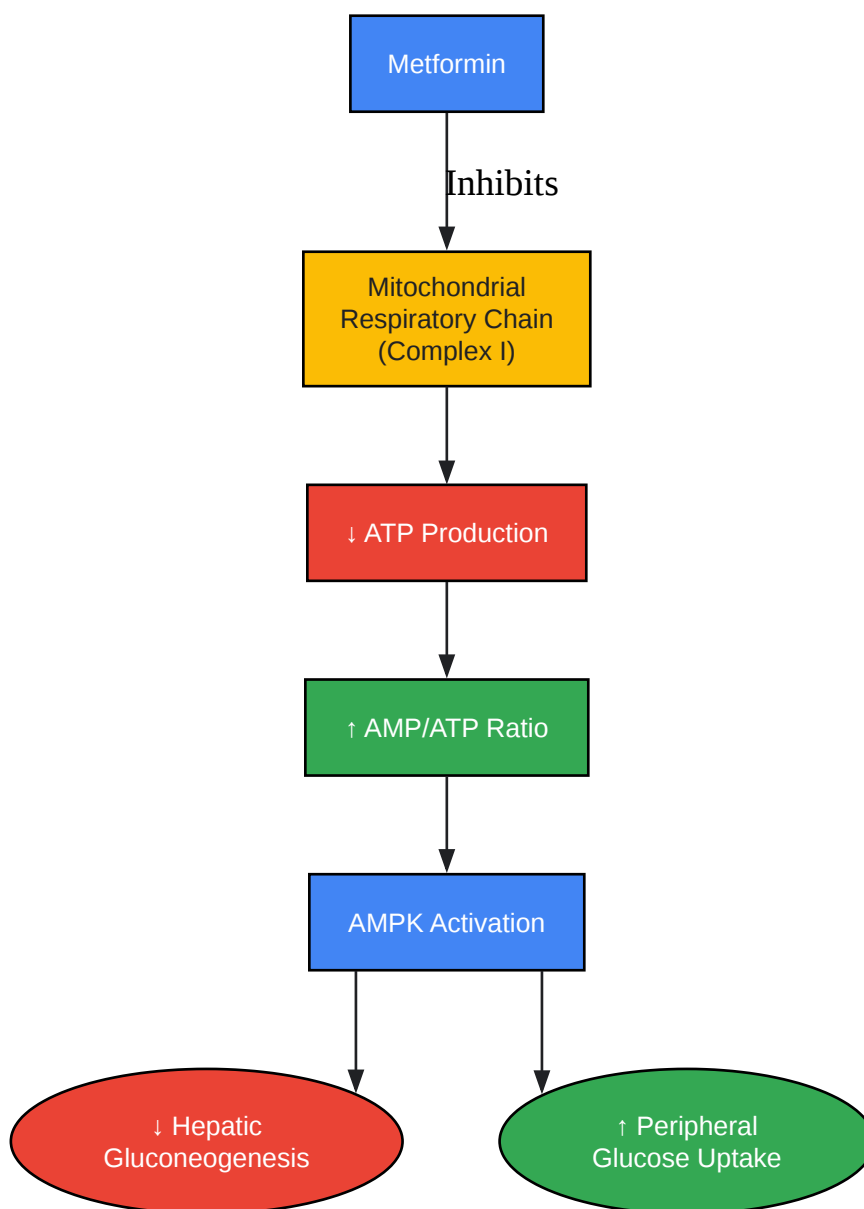 Metformin
Inhibits
Mitochondrial
Respiratory Chain
(Complex I)
↓ ATP Production
↑ AMP/ATP Ratio
AMPK Activation
↓ Hepatic
Gluconeogenesis
↑ Peripheral
Glucose Uptake